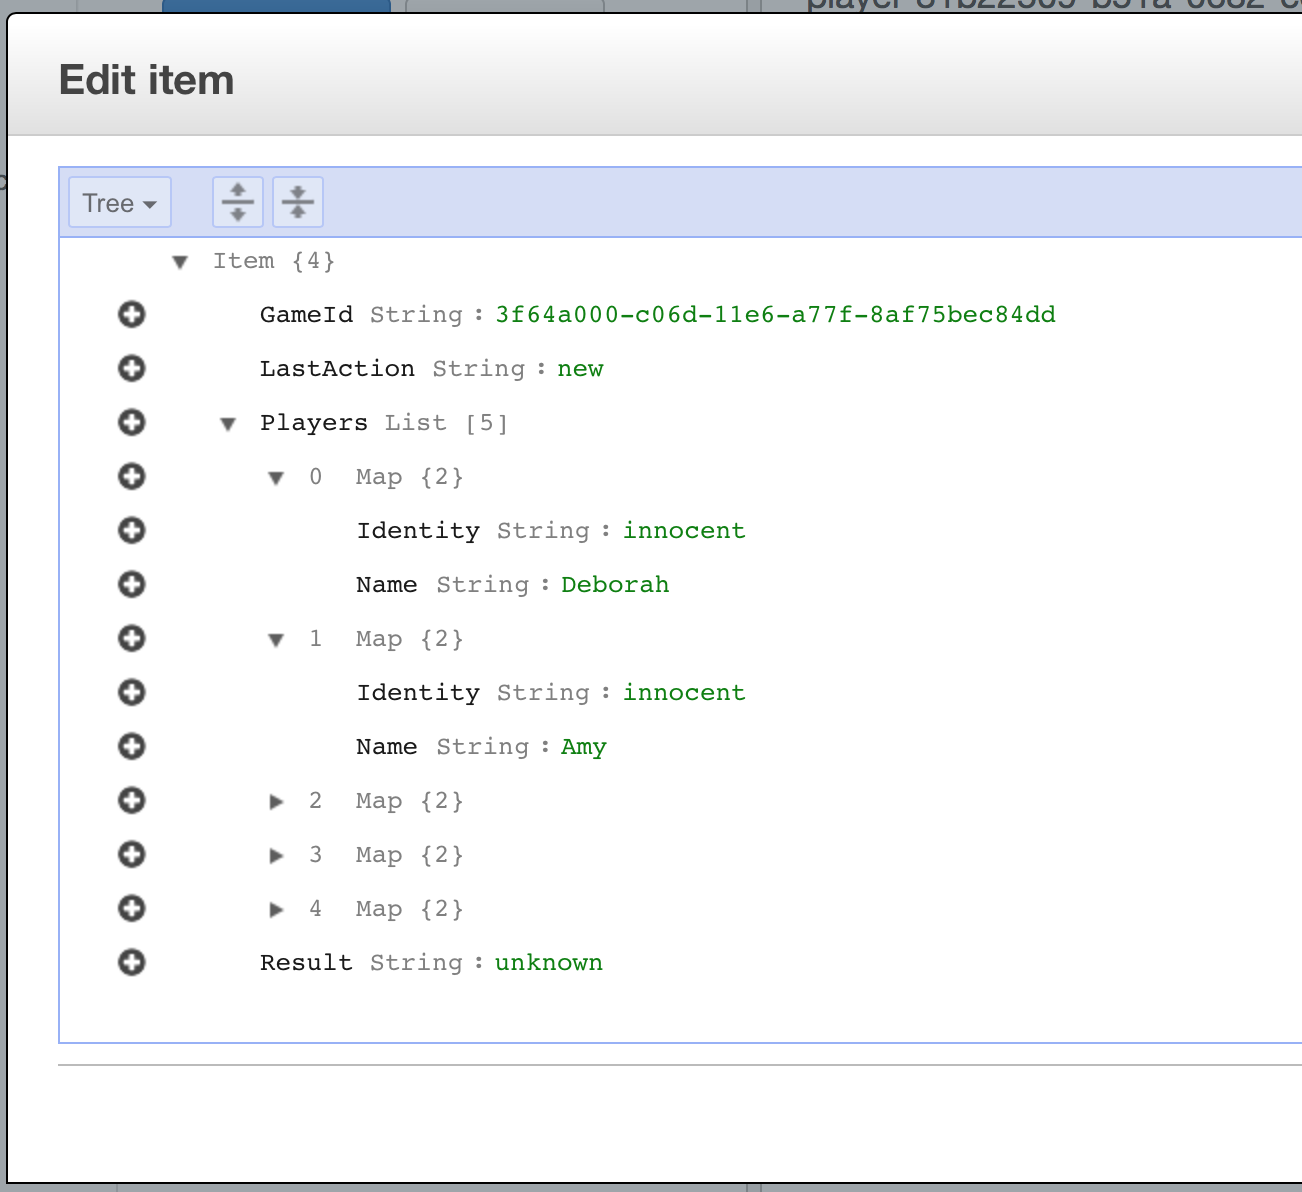 Edit item
Tree
Item {4}
GameId String : 3f64a000-c06d-11e6-a77f-8af75bec84dd
LastAction String : new
Players List [5]
0 Map {2}
Identity String : innocent
Name String : Deborah
1 Map {2}
Identity String : innocent
Name String : Amy
2 Map {2}
3 Map {2}
4 Map {2}
Result String : unknown